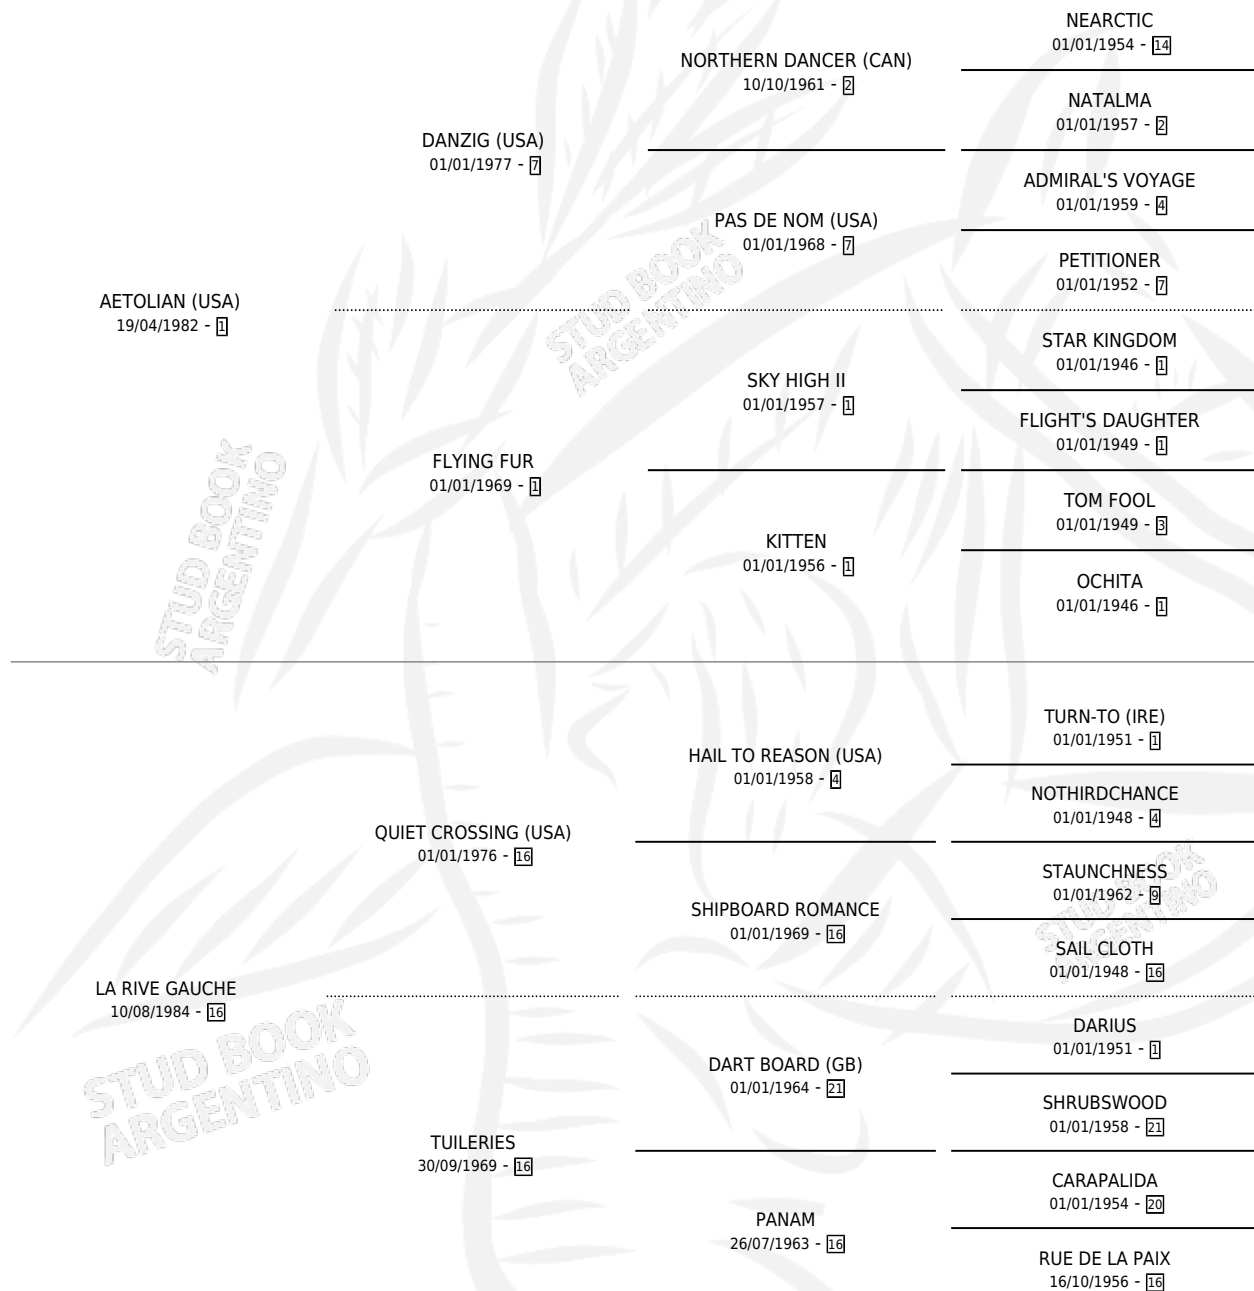 NEARCTIC
01/01/1954 - 14
NORTHERN DANCER (CAN)
10/10/1961 - 2
NATALMA
01/01/1957 - 2
DANZIG (USA)
01/01/1977 - 7
ADMIRAL'S VOYAGE
01/01/1959 - 4
PAS DE NOM (USA)
01/01/1968 - 7
PETITIONER
01/01/1952 - 7
AETOLIAN (USA)
19/04/1982 - 1
STAR KINGDOM
01/01/1946 - 1
SKY HIGH II
01/01/1957 - 1
FLIGHT'S DAUGHTER
01/01/1949 - 1
FLYING FUR
01/01/1969 - 1
TOM FOOL
01/01/1949 - 3
KITTEN
01/01/1956 - 1
OCHITA
01/01/1946 - 1
TURN-TO (IRE)
01/01/1951 - 1
HAIL TO REASON (USA)
01/01/1958 - 4
NOTHIRDCHANCE
01/01/1948 - 4
QUIET CROSSING (USA)
01/01/1976 - 16
STAUNCHNESS
01/01/1962 - 9
SHIPBOARD ROMANCE
01/01/1969 - 16
SAIL CLOTH
01/01/1948 - 16
LA RIVE GAUCHE
10/08/1984 - 16
DARIUS
01/01/1951 - 1
DART BOARD (GB)
01/01/1964 - 21
SHRUBSWOOD
01/01/1958 - 21
TUILERIES
30/09/1969 - 16
CARAPALIDA
01/01/1954 - 20
PANAM
26/07/1963 - 16
RUE DE LA PAIX
16/10/1956 - 16
STUD BOOK
ARGENTINO
STUD BOOK
ARGENTINO
STUD BOOK
ARGENTINO
STUD BOOK
ARGENTINO